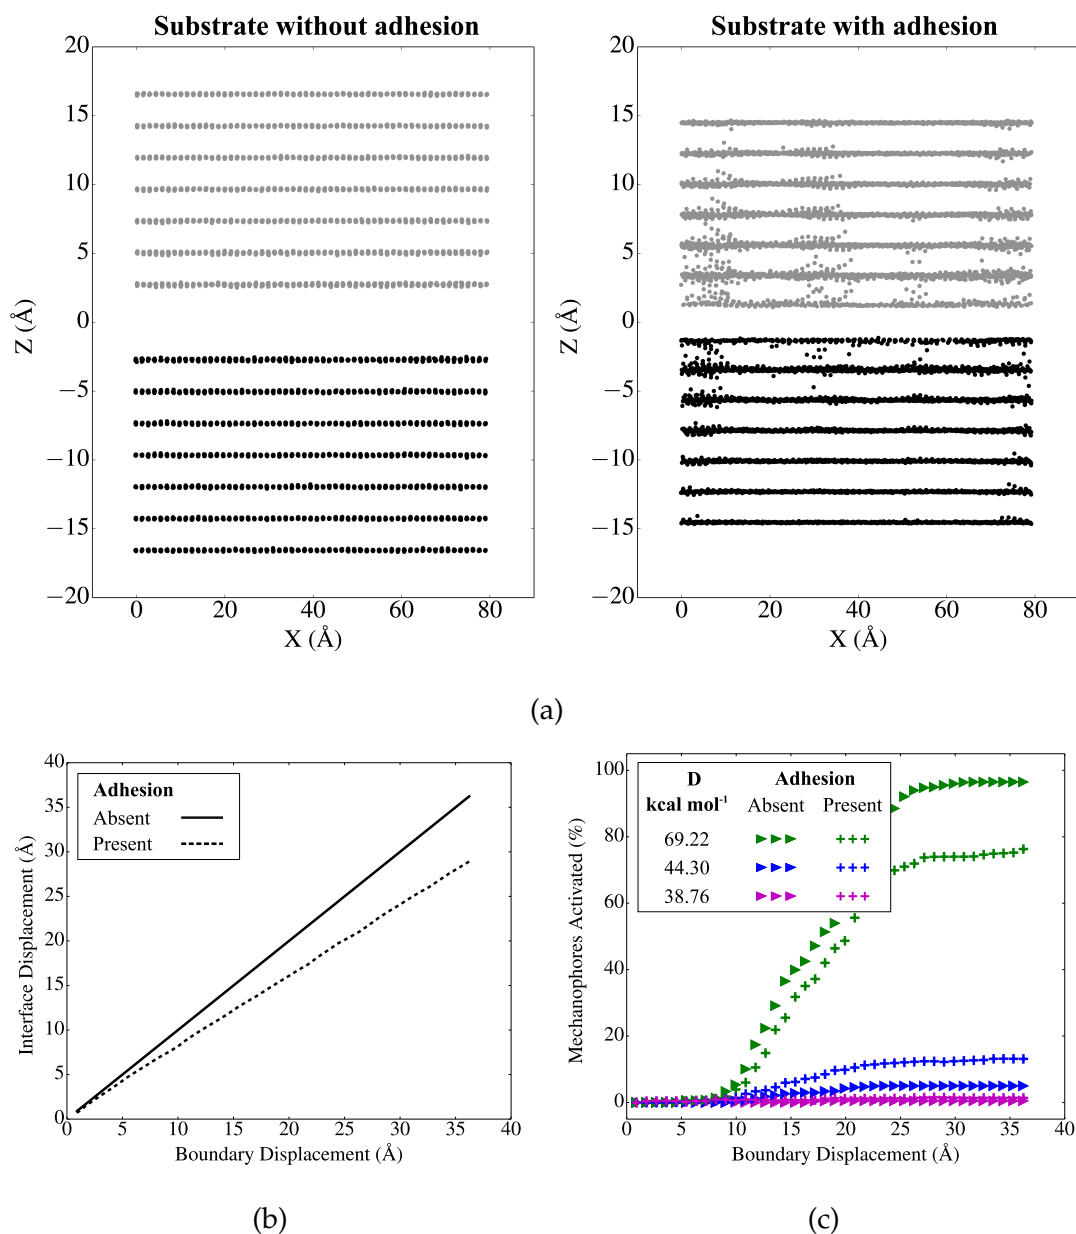 Substrate without adhesion
Substrate with adhesion
20
15
10
5
0
−5
−10
−15
−20
Z (Å)
0 20 40 60 80
X (Å)
20
15
10
5
0
−5
−10
−15
−20
Z (Å)
0 20 40 60 80
X (Å)
(a)
40
35
30
25
20
15
10
5
0
Interface Displacement (Å)
Adhesion
Absent
Present
0 5 10 15 20 25 30 35 40
Boundary Displacement (Å)
(b)
100
80
60
40
20
0
Mechanophores Activated (%)
D Adhesion
kcal mol⁻¹ Absent Present
69.22
44.30
38.76
0 5 10 15 20 25 30 35 40
Boundary Displacement (Å)
(c)